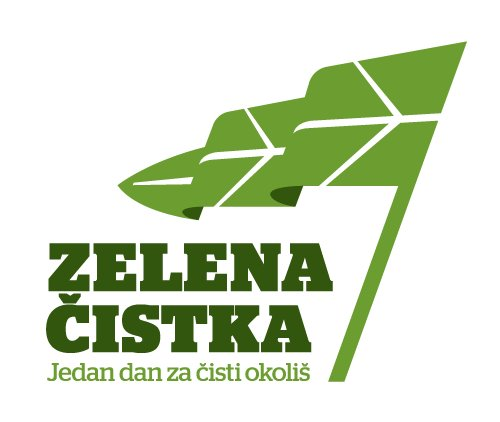 ZELENA
ČISTKA
Jedan dan za čisti okoliš